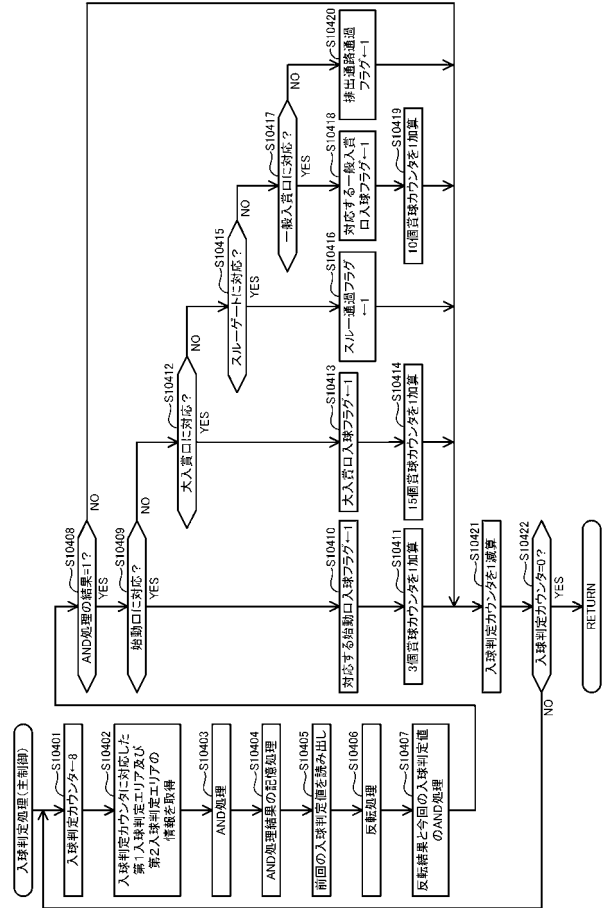 入球判定処理(主制御)
S10401
入球判定カウンタ←8
S10402
入球判定カウンタに対応した
第1入球判定エリア及び
第2入球判定エリアの
情報を取得
S10403
AND処理
S10404
AND処理結果の記憶処理
S10405
前回の入球判定値を読み出し
S10406
反転処理
S10407
反転結果と今回の入球判定値
のAND処理
S10408
AND処理の結果=1?
NO
YES
S10409
始動口に対応?
NO
YES
S10410
対応する始動口入球フラグ←1
S10411
3個賞球カウンタを1加算
S10412
大入賞口に対応?
NO
YES
S10413
大入賞口入球フラグ←1
S10414
15個賞球カウンタを1加算
S10415
スルーゲートに対応?
NO
YES
S10416
スルー通過フラグ
←1
S10417
一般入賞口に対応?
NO
YES
S10418
対応する一般入賞
口入球フラグ←1
S10419
10個賞球カウンタを1加算
S10420
排出通路通過
フラグ←1
S10421
入球判定カウンタを1減算
S10422
入球判定カウンタ=0?
NO
YES
RETURN